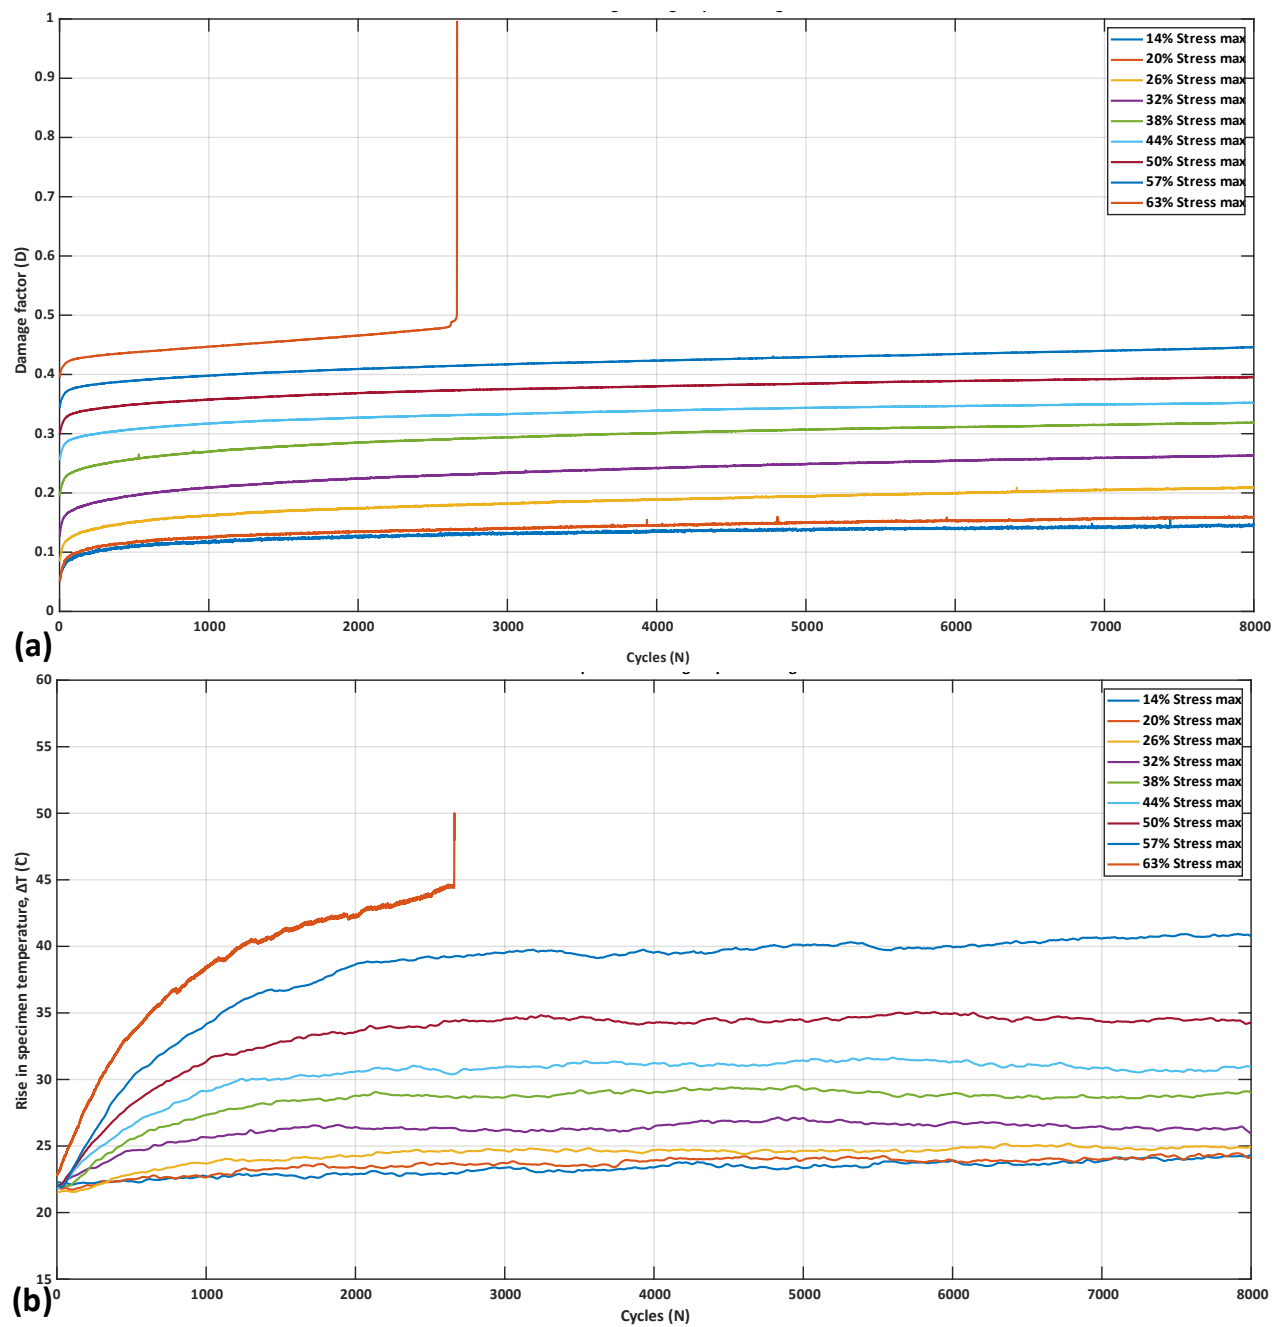 1
0.9
0.8
0.7
0.6
0.5
0.4
0.3
0.2
0.1
0
Damage factor (D)
14% Stress max
20% Stress max
26% Stress max
32% Stress max
38% Stress max
44% Stress max
50% Stress max
57% Stress max
63% Stress max
0 1000 2000 3000 4000 5000 6000 7000 8000
Cycles (N)
(a)
60
55
50
45
40
35
30
25
20
15
Rise in specimen temperature, ΔT (℃)
14% Stress max
20% Stress max
26% Stress max
32% Stress max
38% Stress max
44% Stress max
50% Stress max
57% Stress max
63% Stress max
0 1000 2000 3000 4000 5000 6000 7000 8000
Cycles (N)
(b)